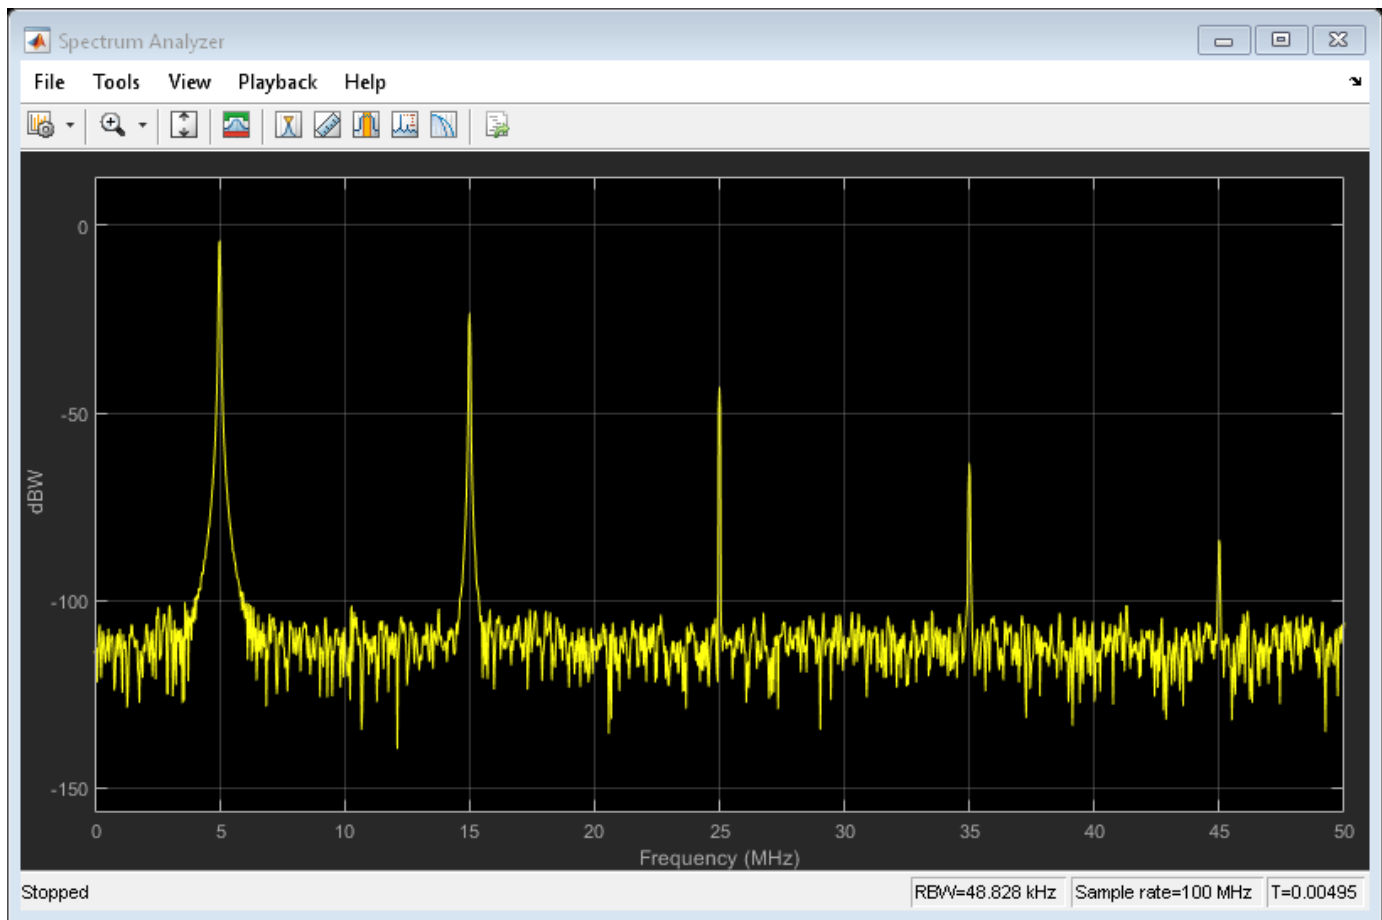 Spectrum Analyzer
File Tools View Playback Help
0
-50
-100
-150
dBW
0 5 10 15 20 25 30 35 40 45 50
Frequency (MHz)
Stopped RBW=48.828 kHz Sample rate=100 MHz T=0.00495